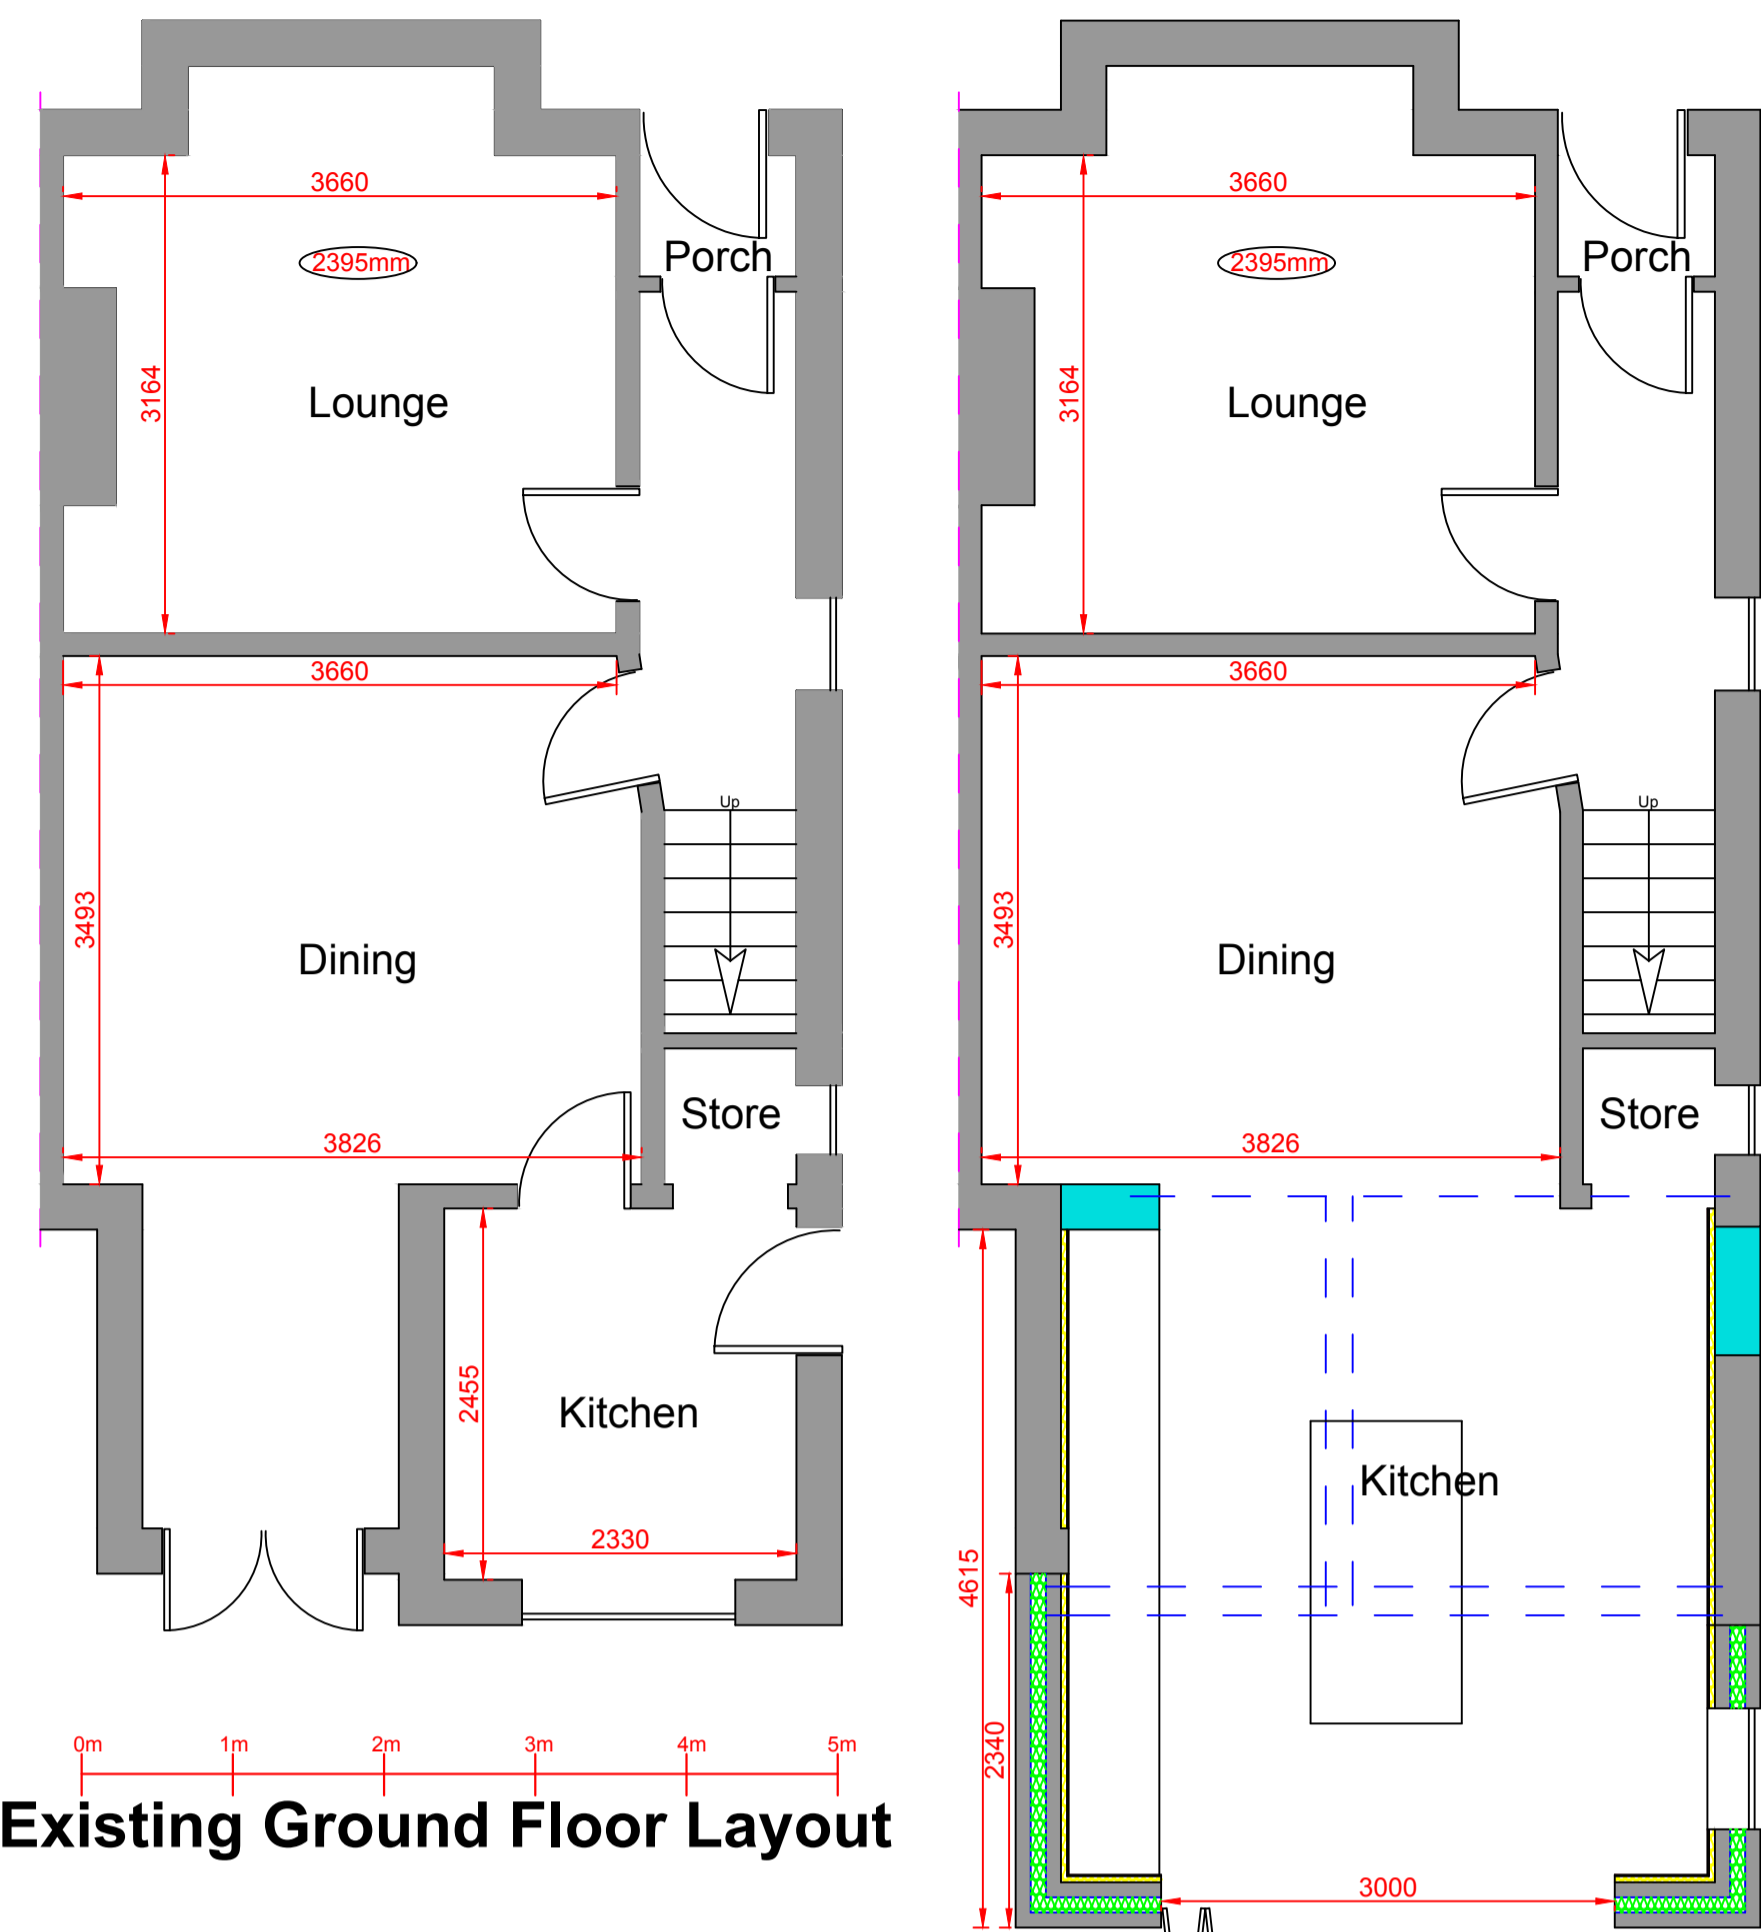 3660
2395mm
Porch
3164
Lounge
3660
Up
3493
Dining
Store
3826
2455
Kitchen
2330
0m 1m 2m 3m 4m 5m
Existing Ground Floor Layout
3660
2395mm
Porch
3164
Lounge
3660
Up
3493
Dining
Store
3826
Kitchen
4615
2340
3000